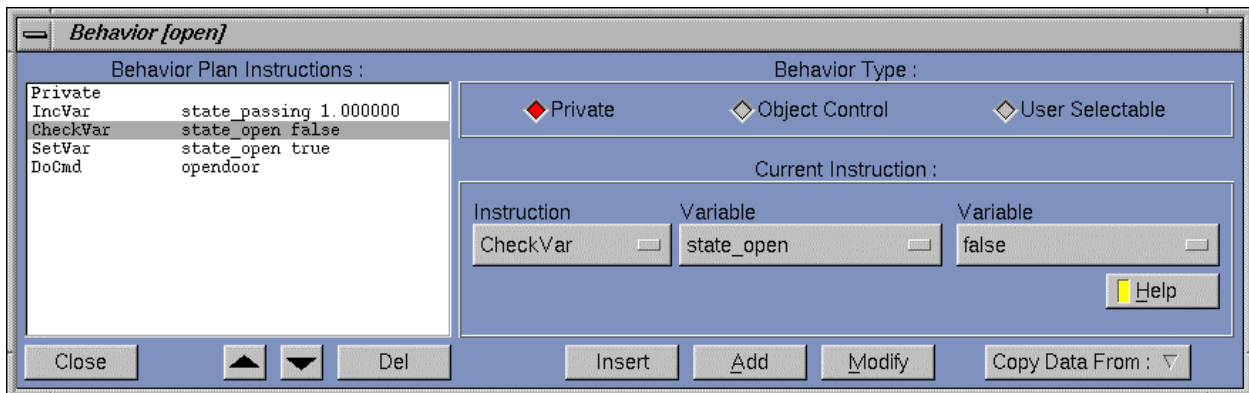 Behavior [open]
Behavior Plan Instructions :
Private
IncVar state_passing 1.000000
CheckVar state_open false
SetVar state_open true
DoCmd opendoor
Behavior Type :
Private Object Control User Selectable
Current Instruction :
Instruction Variable Variable
CheckVar state_open false
Help
Close Del Insert Add Modify Copy Data From :